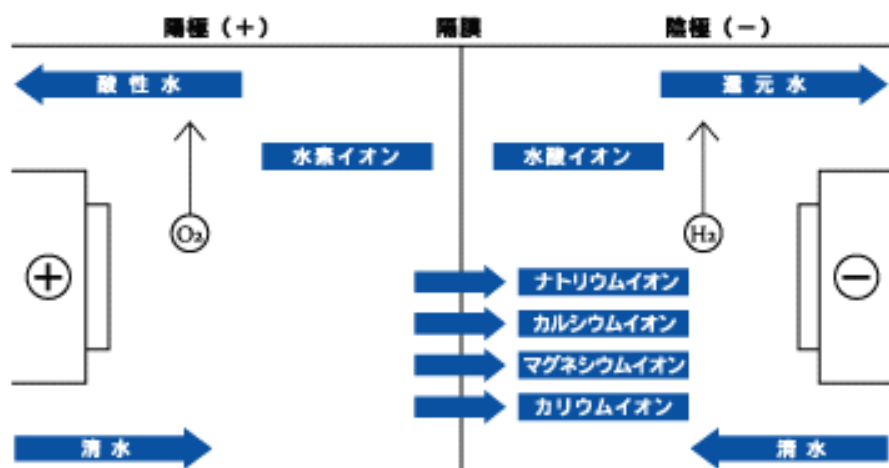 陽極（＋） 隔膜 陰極（－）
酸性水 還元水
水素イオン 水酸イオン
O₂ H₂
＋ －
ナトリウムイオン
カルシウムイオン
マグネシウムイオン
カリウムイオン
清水 清水